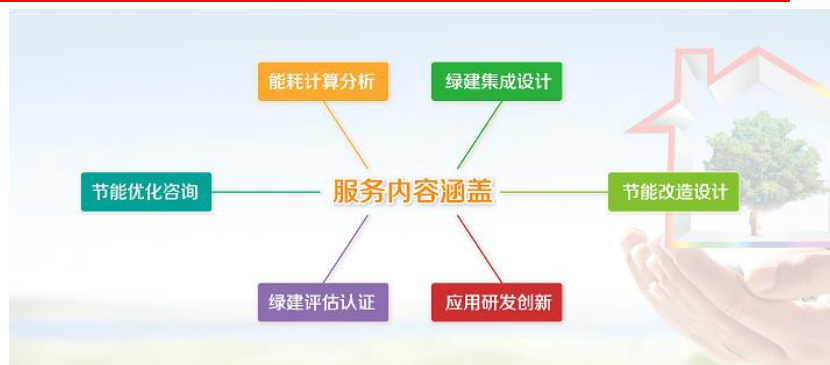 能耗计算分析
绿建集成设计
节能优化咨询
服务内容涵盖
节能改造设计
绿建评估认证
应用研发创新